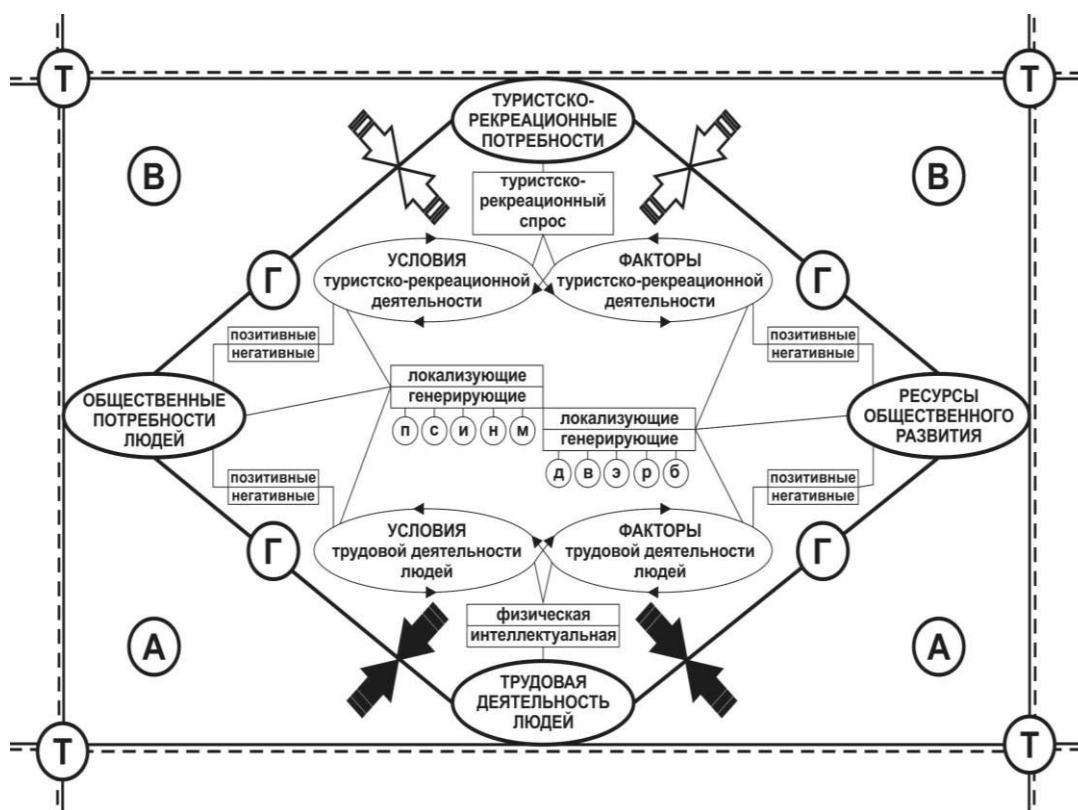 Т
Т
ТУРИСТСКО-
РЕКРЕАЦИОННЫЕ
ПОТРЕБНОСТИ
В
В
туристско-
рекреационный
спрос
Г
Г
УСЛОВИЯ
туристско-рекреационной
деятельности
ФАКТОРЫ
туристско-рекреационной
деятельности
позитивные
негативные
позитивные
негативные
ОБЩЕСТВЕННЫЕ
ПОТРЕБНОСТИ
ЛЮДЕЙ
локализующие
генерирующие
п с и н м
локализующие
генерирующие
д в э р б
РЕСУРСЫ
ОБЩЕСТВЕННОГО
РАЗВИТИЯ
позитивные
негативные
позитивные
негативные
УСЛОВИЯ
трудовой деятельности
людей
ФАКТОРЫ
трудовой деятельности
людей
Г
Г
физическая
интеллектуальная
А
А
ТРУДОВАЯ
ДЕЯТЕЛЬНОСТЬ
ЛЮДЕЙ
Т
Т